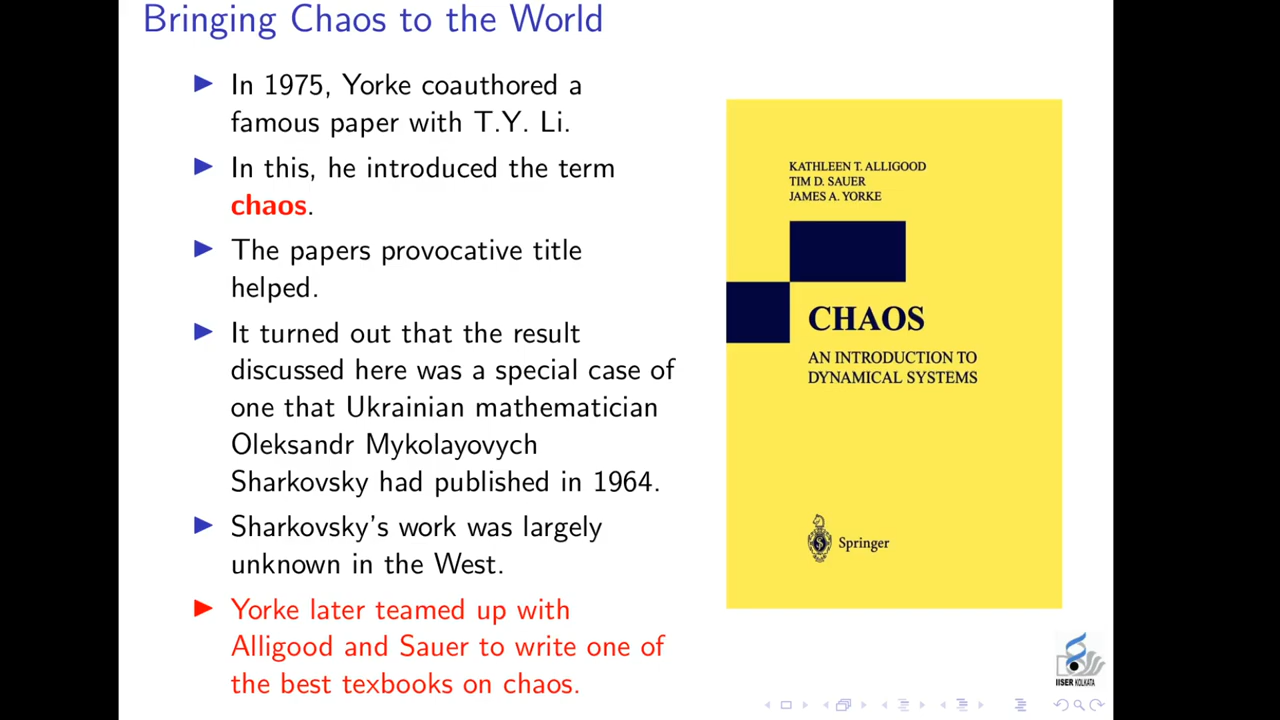 Bringing Chaos to the World
▶ In 1975, Yorke coauthored a
famous paper with T.Y. Li.
▶ In this, he introduced the term
chaos.
▶ The papers provocative title
helped.
▶ It turned out that the result
discussed here was a special case of
one that Ukrainian mathematician
Oleksandr Mykolayovych
Sharkovsky had published in 1964.
▶ Sharkovsky's work was largely
unknown in the West.
▶ Yorke later teamed up with
Alligood and Sauer to write one of
the best texbooks on chaos.
KATHLEEN T. ALLIGOOD
TIM D. SAUER
JAMES A. YORKE
CHAOS
AN INTRODUCTION TO
DYNAMICAL SYSTEMS
Springer
IISER KOLKATA